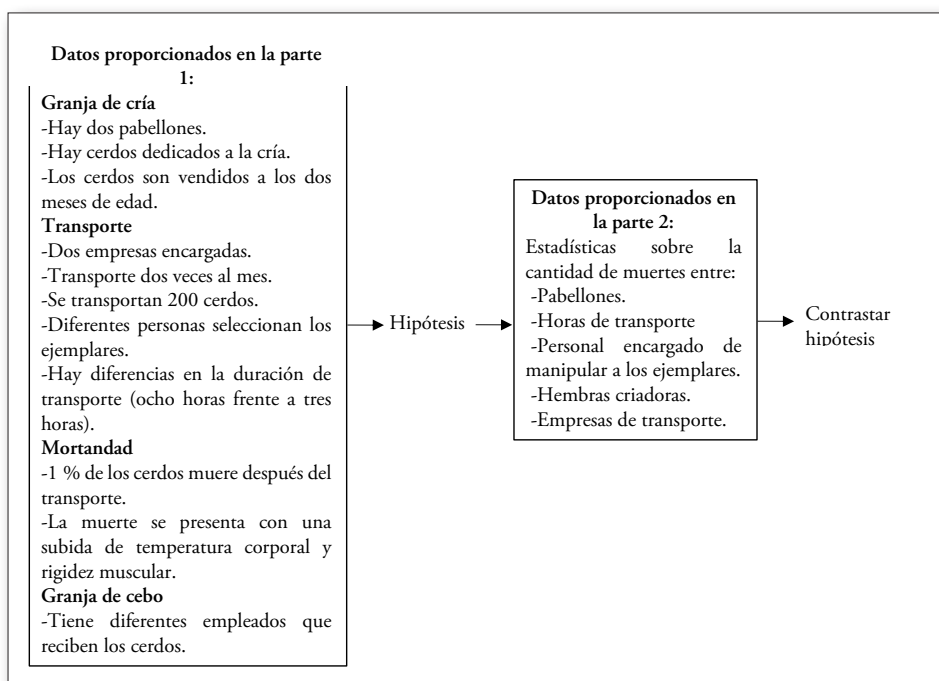 Datos proporcionados en la parte
1:
Granja de cría
-Hay dos pabellones.
-Hay cerdos dedicados a la cría.
-Los cerdos son vendidos a los dos
meses de edad.
Transporte
-Dos empresas encargadas.
-Transporte dos veces al mes.
-Se transportan 200 cerdos.
-Diferentes personas seleccionan los
ejemplares.
-Hay diferencias en la duración de
transporte (ocho horas frente a tres
horas).
Mortandad
-1 % de los cerdos muere después del
transporte.
-La muerte se presenta con una
subida de temperatura corporal y
rigidez muscular.
Granja de cebo
-Tiene diferentes empleados que
reciben los cerdos.
Hipótesis
Datos proporcionados en
la parte 2:
Estadísticas sobre la
cantidad de muertes entre:
-Pabellones.
-Horas de transporte
-Personal encargado de
manipular a los ejemplares.
-Hembras criadoras.
-Empresas de transporte.
Contrastar
hipótesis